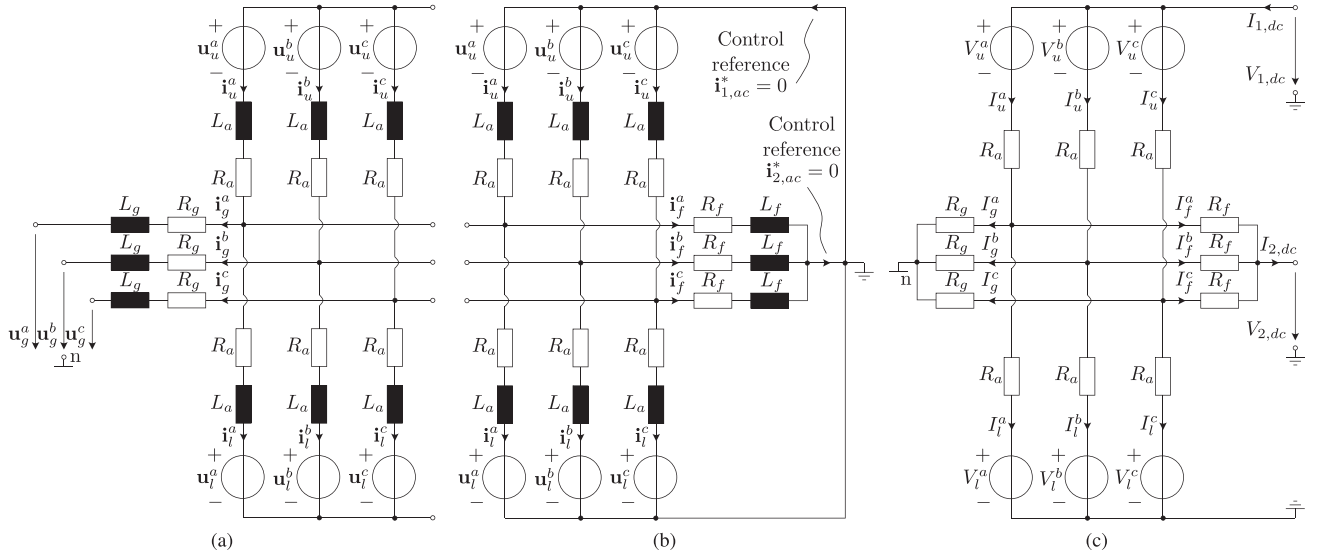 + + +
u_u^a u_u^b u_u^c
− − −
i_u^a i_u^b i_u^c
L_a L_a L_a
R_a R_a R_a
L_g R_g i_g^a
L_g R_g i_g^b
L_g R_g i_g^c
u_g^a u_g^b u_g^c
n
R_a R_a R_a
L_a L_a L_a
i_l^a i_l^b i_l^c
+ + +
u_l^a u_l^b u_l^c
− − −
(a)
+ + +
u_u^a u_u^b u_u^c
− − −
i_u^a i_u^b i_u^c
L_a L_a L_a
R_a R_a R_a
Control
reference
i_{1,ac}^* = 0
Control
reference
i_{2,ac}^* = 0
i_f^a R_f L_f
i_f^b R_f L_f
i_f^c R_f L_f
R_a R_a R_a
L_a L_a L_a
i_l^a i_l^b i_l^c
+ + +
u_l^a u_l^b u_l^c
− − −
(b)
I_{1,dc}
V_{1,dc}
+ + +
V_u^a V_u^b V_u^c
− − −
I_u^a I_u^b I_u^c
R_a R_a R_a
R_g I_g^a I_f^a R_f
R_g I_g^b I_f^b R_f I_{2,dc}
R_g I_g^c I_f^c R_f
n
V_{2,dc}
R_a R_a R_a
I_l^a I_l^b I_l^c
+ + +
V_l^a V_l^b V_l^c
− − −
(c)